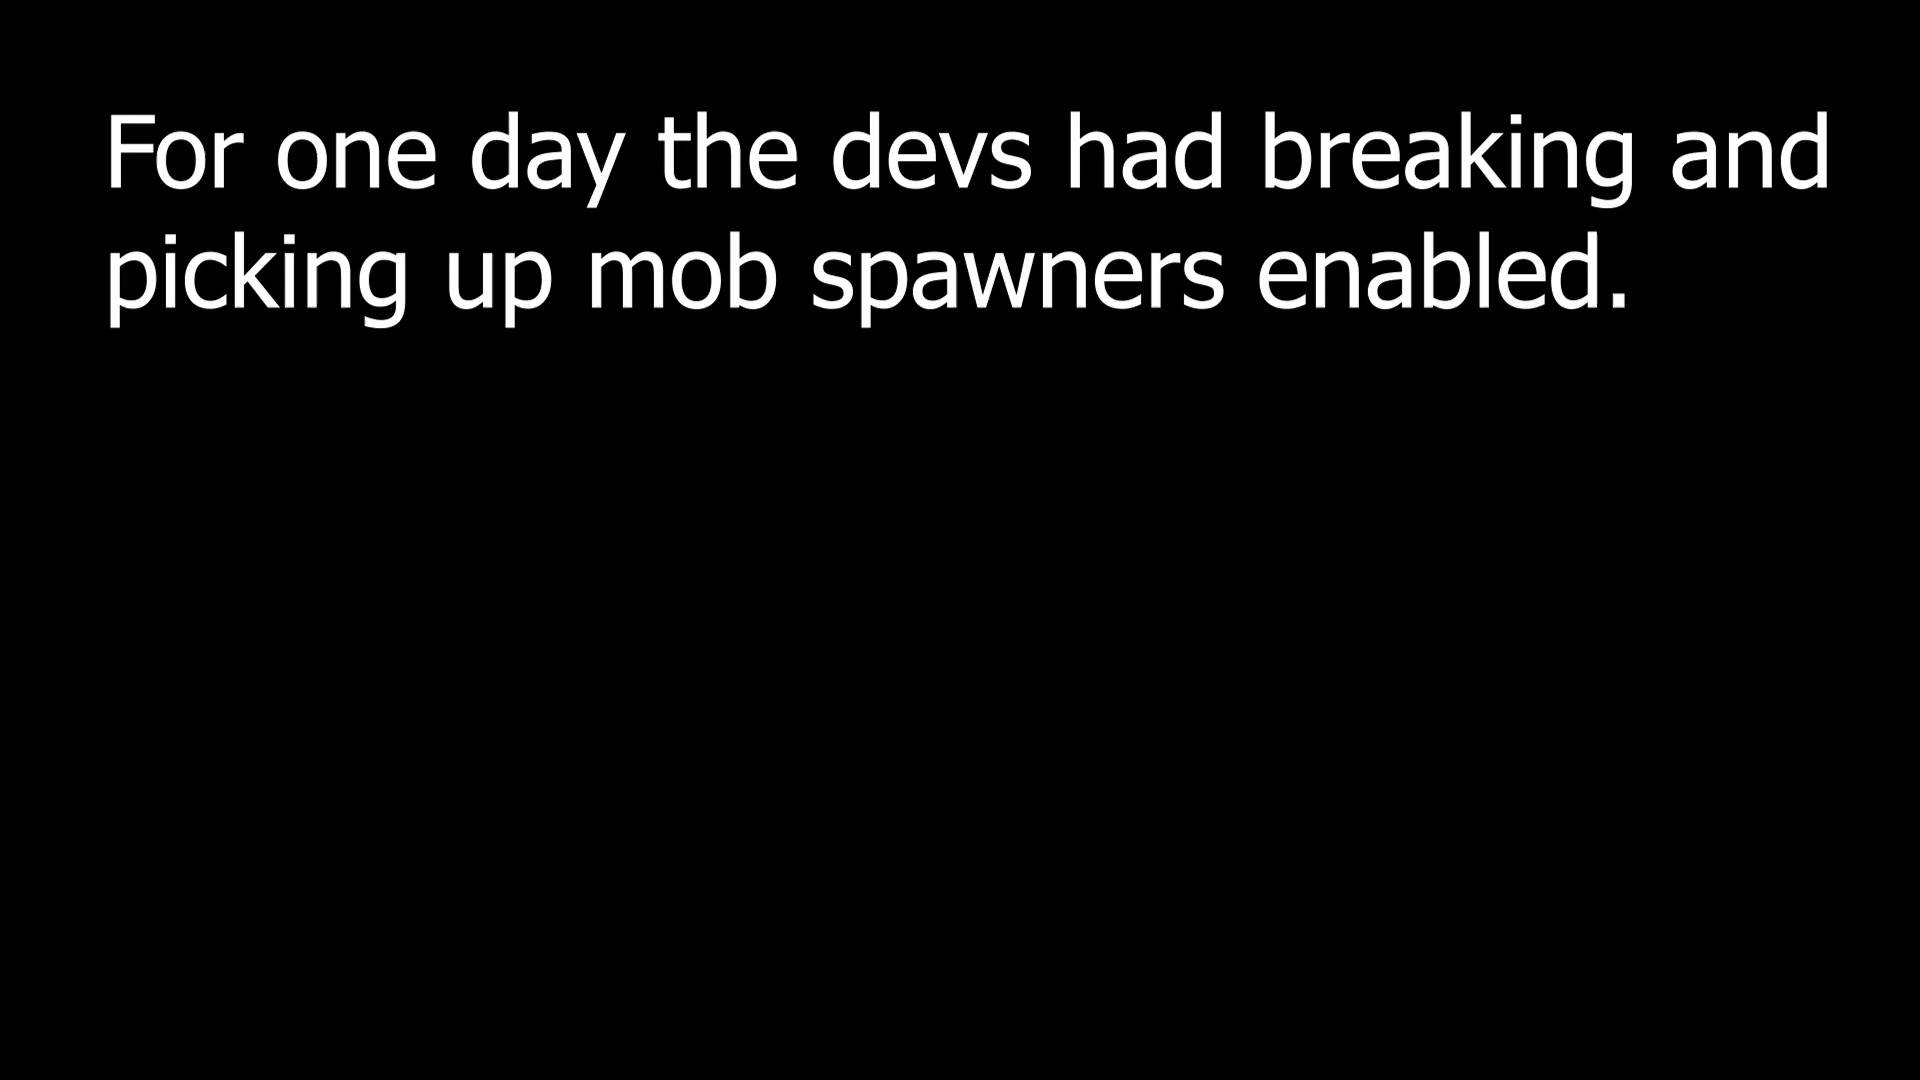 For one day the devs had breaking and
picking up mob spawners enabled.